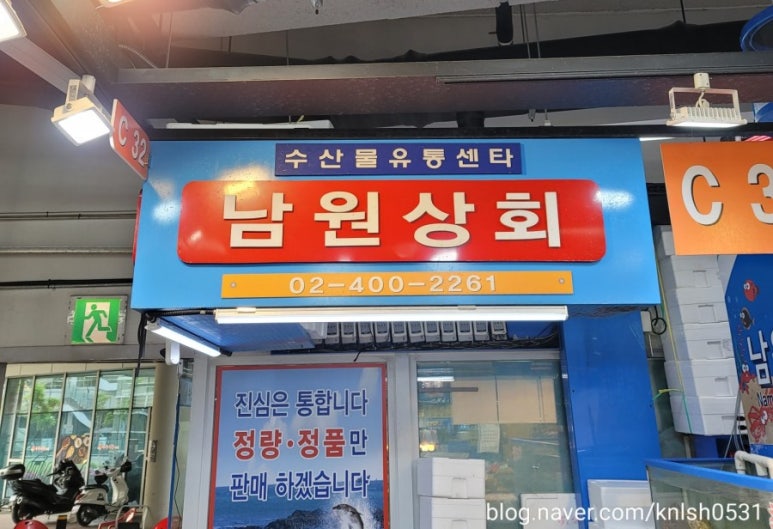 C 32
수산물유통센타
남원상회
02-400-2261
C 3
진심은 통합니다
정량·정품만
판매 하겠습니다
blog.naver.com/knlsh0531